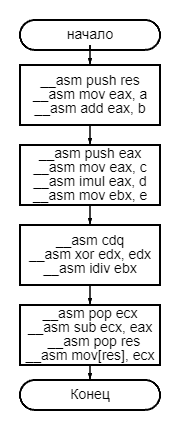 начало
__asm push res
__asm mov eax, a
__asm add eax, b
__asm push eax
__asm mov eax, c
__asm imul eax, d
__asm mov ebx, e
__asm cdq
__asm xor edx, edx
__asm idiv ebx
__asm pop ecx
__asm sub ecx, eax
__asm pop res
__asm mov[res], ecx
Конец